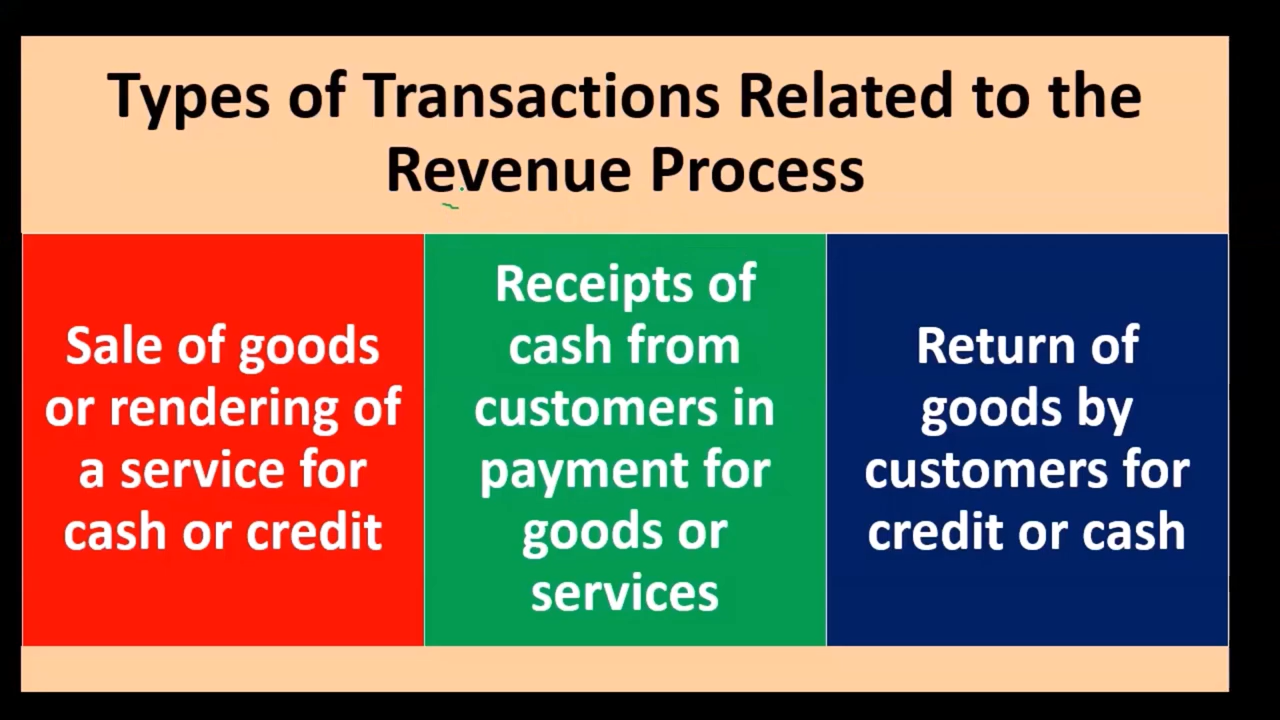 Types of Transactions Related to the
Revenue Process
Sale of goods
or rendering of
a service for
cash or credit
Receipts of
cash from
customers in
payment for
goods or
services
Return of
goods by
customers for
credit or cash